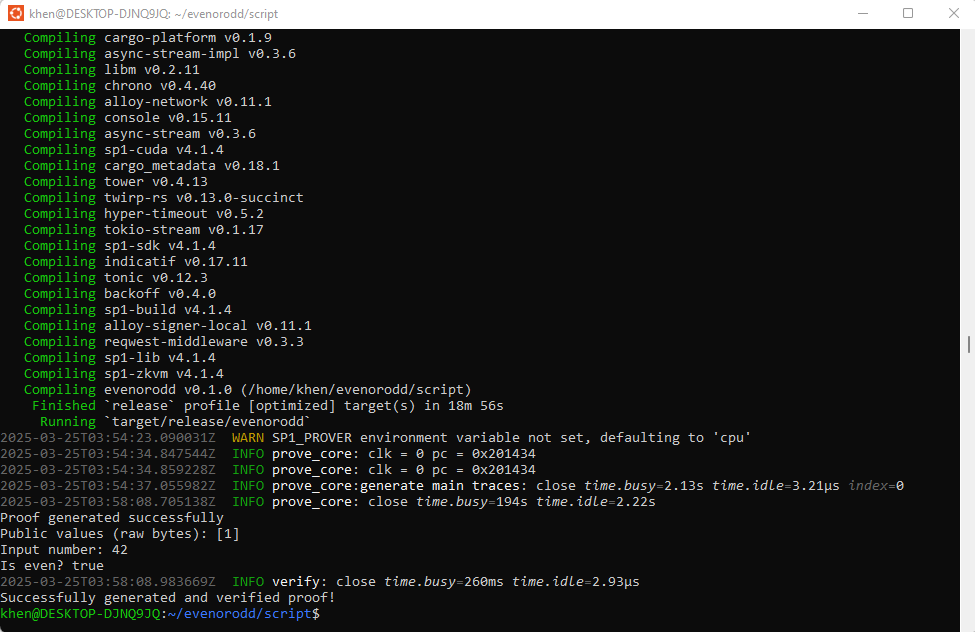 khen@DESKTOP-DJNQ9JQ: ~/evenorodd/script
Compiling cargo-platform v0.1.9
Compiling async-stream-impl v0.3.6
Compiling libm v0.2.11
Compiling chrono v0.4.40
Compiling alloy-network v0.11.1
Compiling console v0.15.11
Compiling async-stream v0.3.6
Compiling sp1-cuda v4.1.4
Compiling cargo_metadata v0.18.1
Compiling tower v0.4.13
Compiling twirp-rs v0.13.0-succinct
Compiling hyper-timeout v0.5.2
Compiling tokio-stream v0.1.17
Compiling sp1-sdk v4.1.4
Compiling indicatif v0.17.11
Compiling tonic v0.12.3
Compiling backoff v0.4.0
Compiling sp1-build v4.1.4
Compiling alloy-signer-local v0.11.1
Compiling reqwest-middleware v0.3.3
Compiling sp1-lib v4.1.4
Compiling sp1-zkvm v4.1.4
Compiling evenorodd v0.1.0 (/home/khen/evenorodd/script)
Finished `release` profile [optimized] target(s) in 18m 56s
Running `target/release/evenorodd`
2025-03-25T03:54:23.090031Z WARN SP1_PROVER environment variable not set, defaulting to 'cpu'
2025-03-25T03:54:34.847544Z INFO prove_core: clk = 0 pc = 0x201434
2025-03-25T03:54:34.859228Z INFO prove_core: clk = 0 pc = 0x201434
2025-03-25T03:54:37.055982Z INFO prove_core:generate main traces: close time.busy=2.13s time.idle=3.21µs index=0
2025-03-25T03:58:08.705138Z INFO prove_core: close time.busy=194s time.idle=2.22s
Proof generated successfully
Public values (raw bytes): [1]
Input number: 42
Is even? true
2025-03-25T03:58:08.983669Z INFO verify: close time.busy=260ms time.idle=2.93µs
Successfully generated and verified proof!
khen@DESKTOP-DJNQ9JQ:~/evenorodd/script$